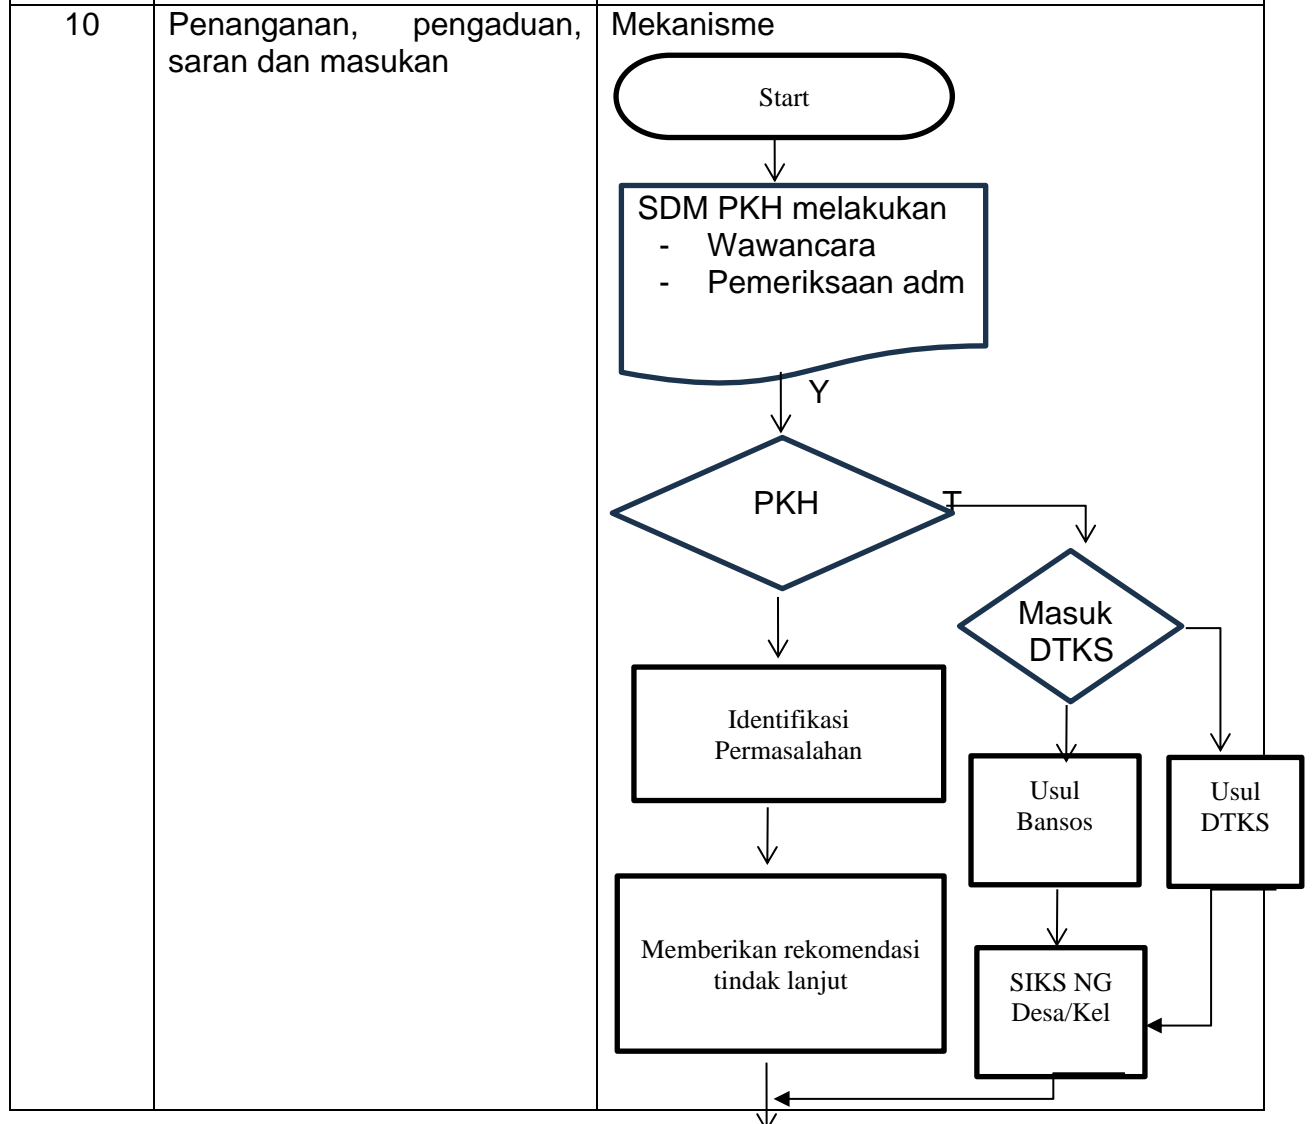 10
Penanganan, pengaduan,
saran dan masukan
Mekanisme
Start
SDM PKH melakukan
- Wawancara
- Pemeriksaan adm
Y
PKH
T
Masuk
DTKS
Identifikasi
Permasalahan
Usul
Bansos
Usul
DTKS
Memberikan rekomendasi
tindak lanjut
SIKS NG
Desa/Kel